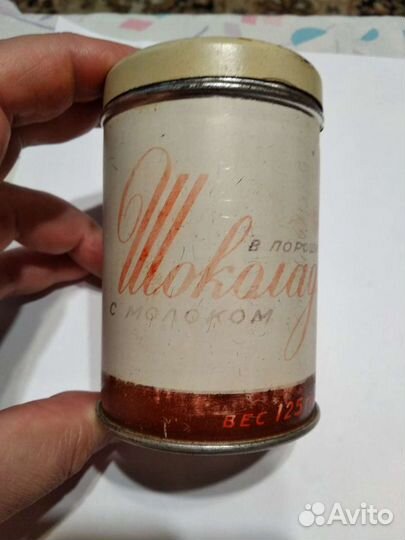 Шоколад
в порош
с молоком
ВЕС 125
Avito